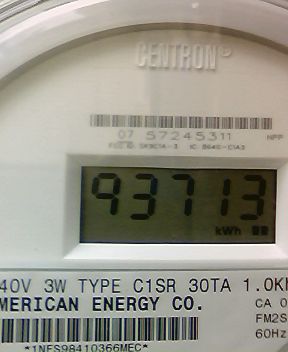 CENTRON®
07 57245311
93713
kWh
40V 3W TYPE C1SR 30TA 1.0K
MERICAN ENERGY CO.
CA 0
FM2S
60Hz
*1NFS98410366MEC*